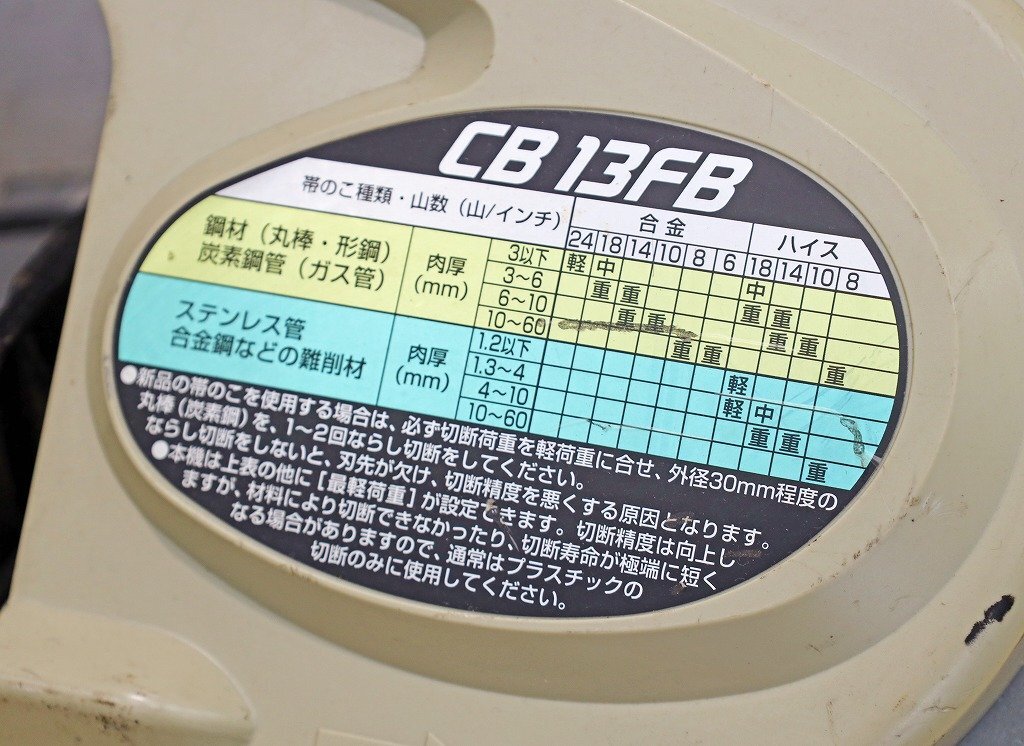 CB13FB
帯のこ種類・山数(山/インチ) 合金 ハイス
24 18 14 10 8 6 18 14 10 8
鋼材(丸棒・形鋼)
炭素鋼管(ガス管)
肉厚
(mm)
3以下 軽 中 中
3〜6 重 重 重 重
6〜10 重 重 重 重
10〜60 重 重 重
ステンレス管
合金鋼などの難削材
肉厚
(mm)
1.2以下 軽
1.3〜4 軽 中
4〜10 重 重
10〜60 重
●新品の帯のこを使用する場合は、必ず切断荷重を軽荷重に合せ、外径30mm程度の
丸棒(炭素鋼)を、1〜2回ならし切断をしてください。
ならし切断をしないと、刃先が欠け、切断精度を悪くする原因となります。
●本機は上表の他に[最軽荷重]が設定できます。切断精度は向上し
ますが、材料により切断できなかったり、切断寿命が極端に短く
なる場合がありますので、通常はプラスチックの
切断のみに使用してください。